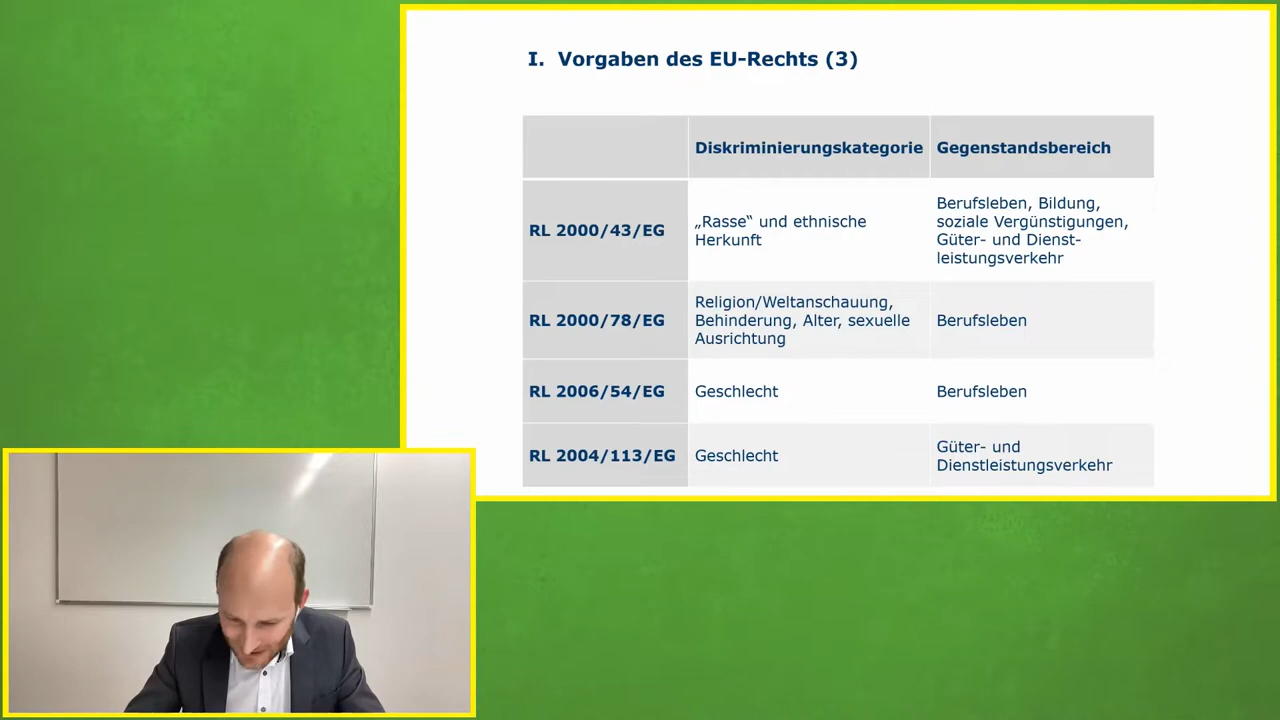 I. Vorgaben des EU-Rechts (3)
Diskriminierungskategorie
Gegenstandsbereich
RL 2000/43/EG
„Rasse“ und ethnische
Herkunft
Berufsleben, Bildung,
soziale Vergünstigungen,
Güter- und Dienst-
leistungsverkehr
RL 2000/78/EG
Religion/Weltanschauung,
Behinderung, Alter, sexuelle
Ausrichtung
Berufsleben
RL 2006/54/EG
Geschlecht
Berufsleben
RL 2004/113/EG
Geschlecht
Güter- und
Dienstleistungsverkehr